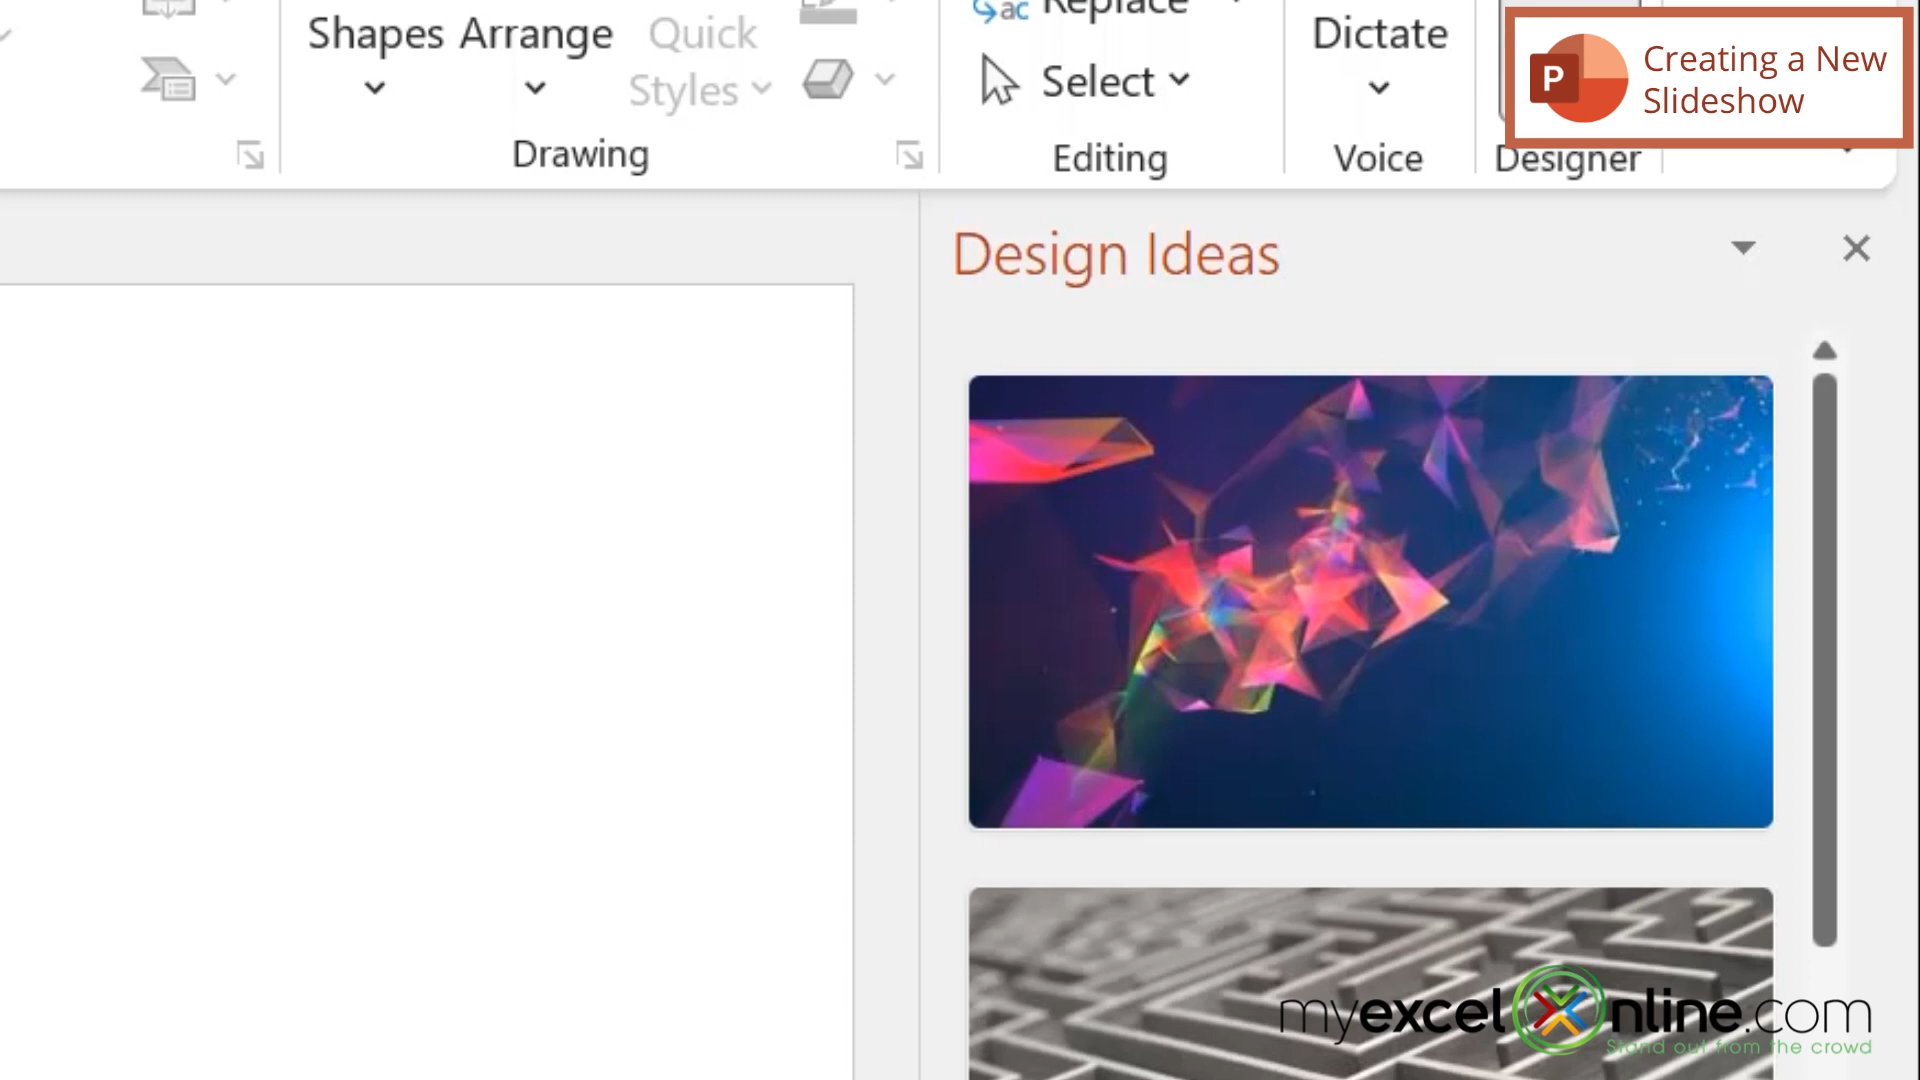 Replace
ac
Shapes Arrange
Quick
Styles
Select
Dictate
Drawing
Editing
Voice
Designer
P
Creating a New
Slideshow
Design Ideas
myexcelonline.com
Stand out from the crowd